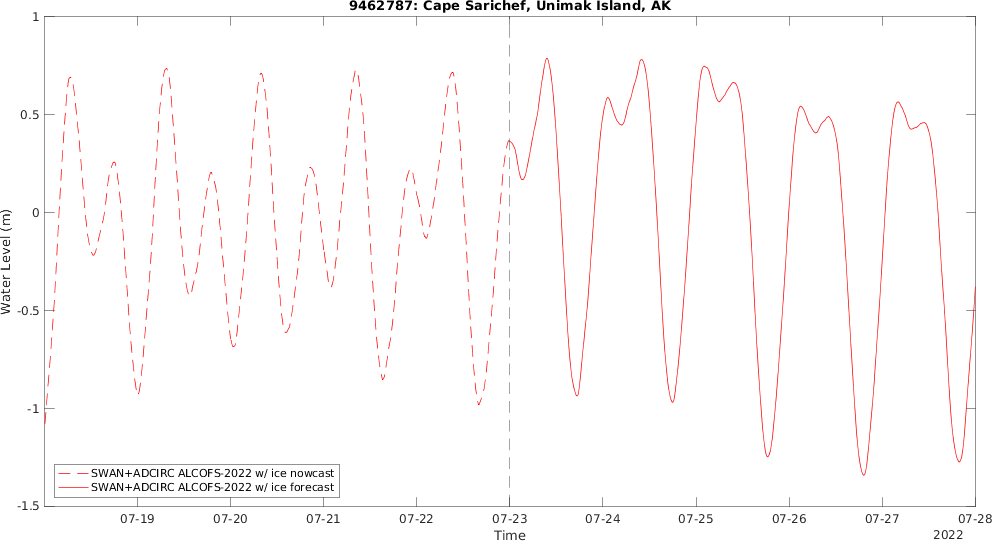 9462787: Cape Sarichef, Unimak Island, AK
1
0.5
0
-0.5
-1
-1.5
Water Level (m)
SWAN+ADCIRC ALCOFS-2022 w/ ice nowcast
SWAN+ADCIRC ALCOFS-2022 w/ ice forecast
07-19 07-20 07-21 07-22 07-23 07-24 07-25 07-26 07-27 07-28
Time
2022